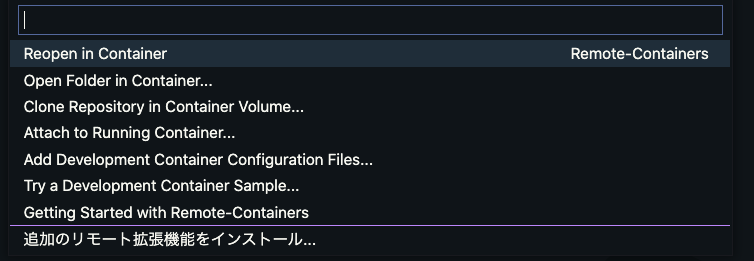 Reopen in Container Remote-Containers
Open Folder in Container...
Clone Repository in Container Volume...
Attach to Running Container...
Add Development Container Configuration Files...
Try a Development Container Sample...
Getting Started with Remote-Containers
追加のリモート拡張機能をインストール...